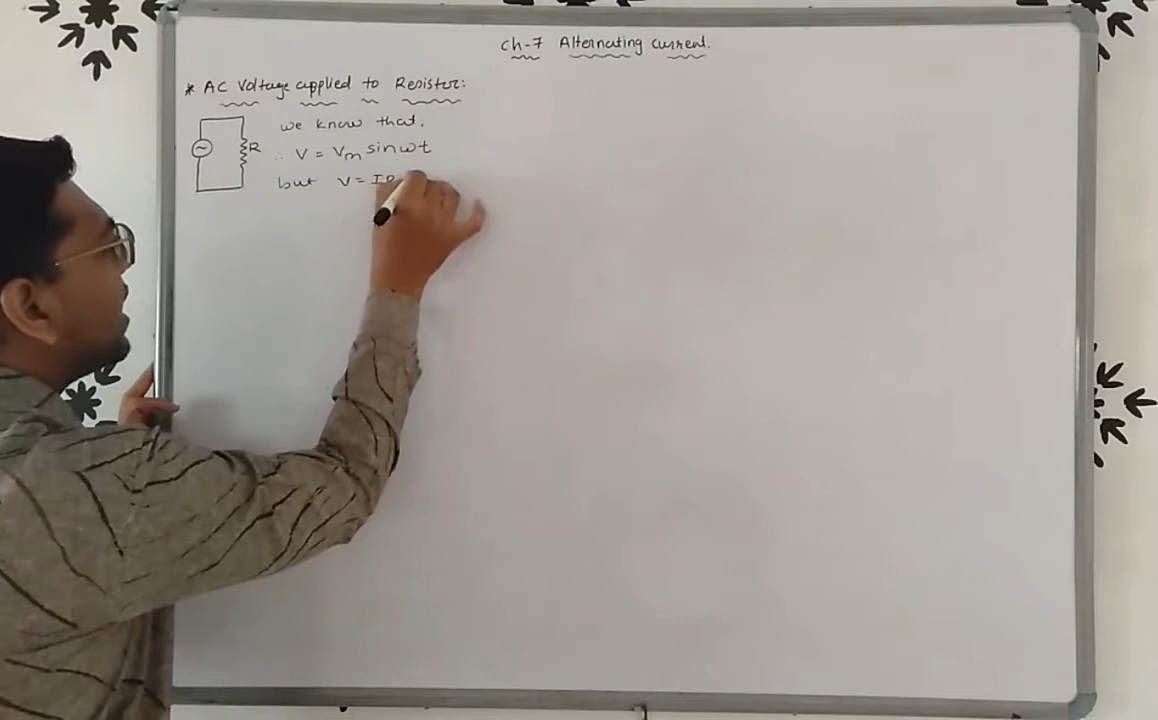 Ch-7 Alternating current.
* AC Voltage applied to Resistor:
we know that,
R
∴ V = Vm sinωt
but V = IR